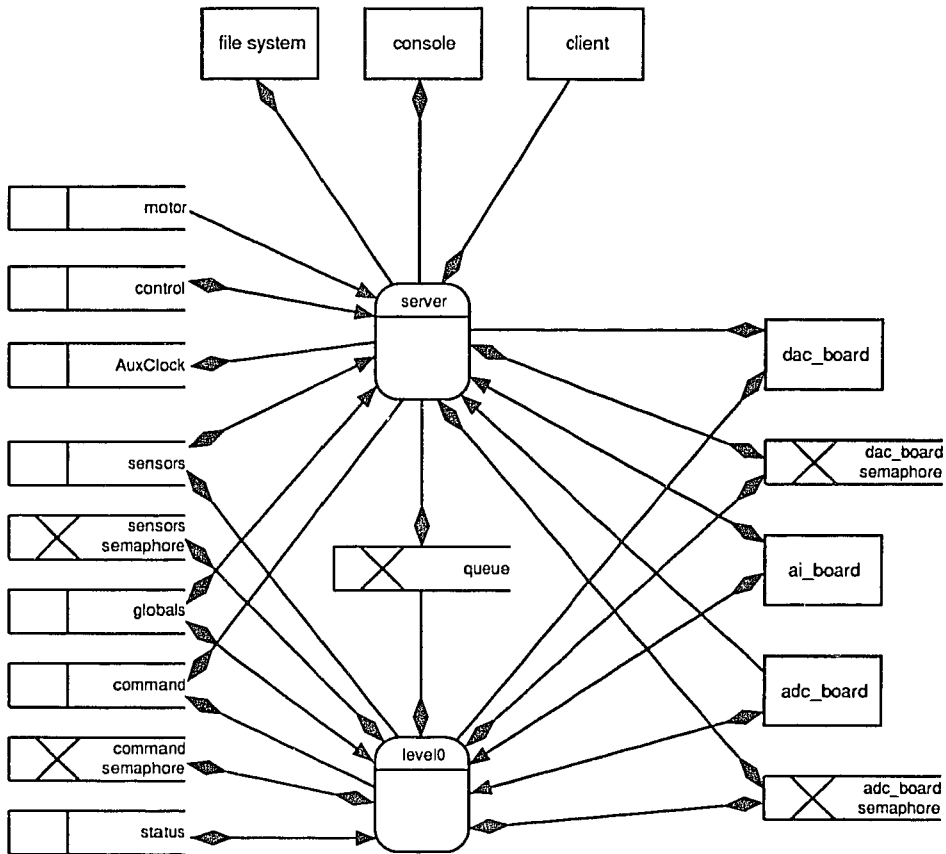 file system
console
client
motor
control
server
AuxClock
dac_board
sensors
dac_board
semaphore
sensors
semaphore
queue
ai_board
globals
command
adc_board
command
semaphore
level0
adc_board
semaphore
status